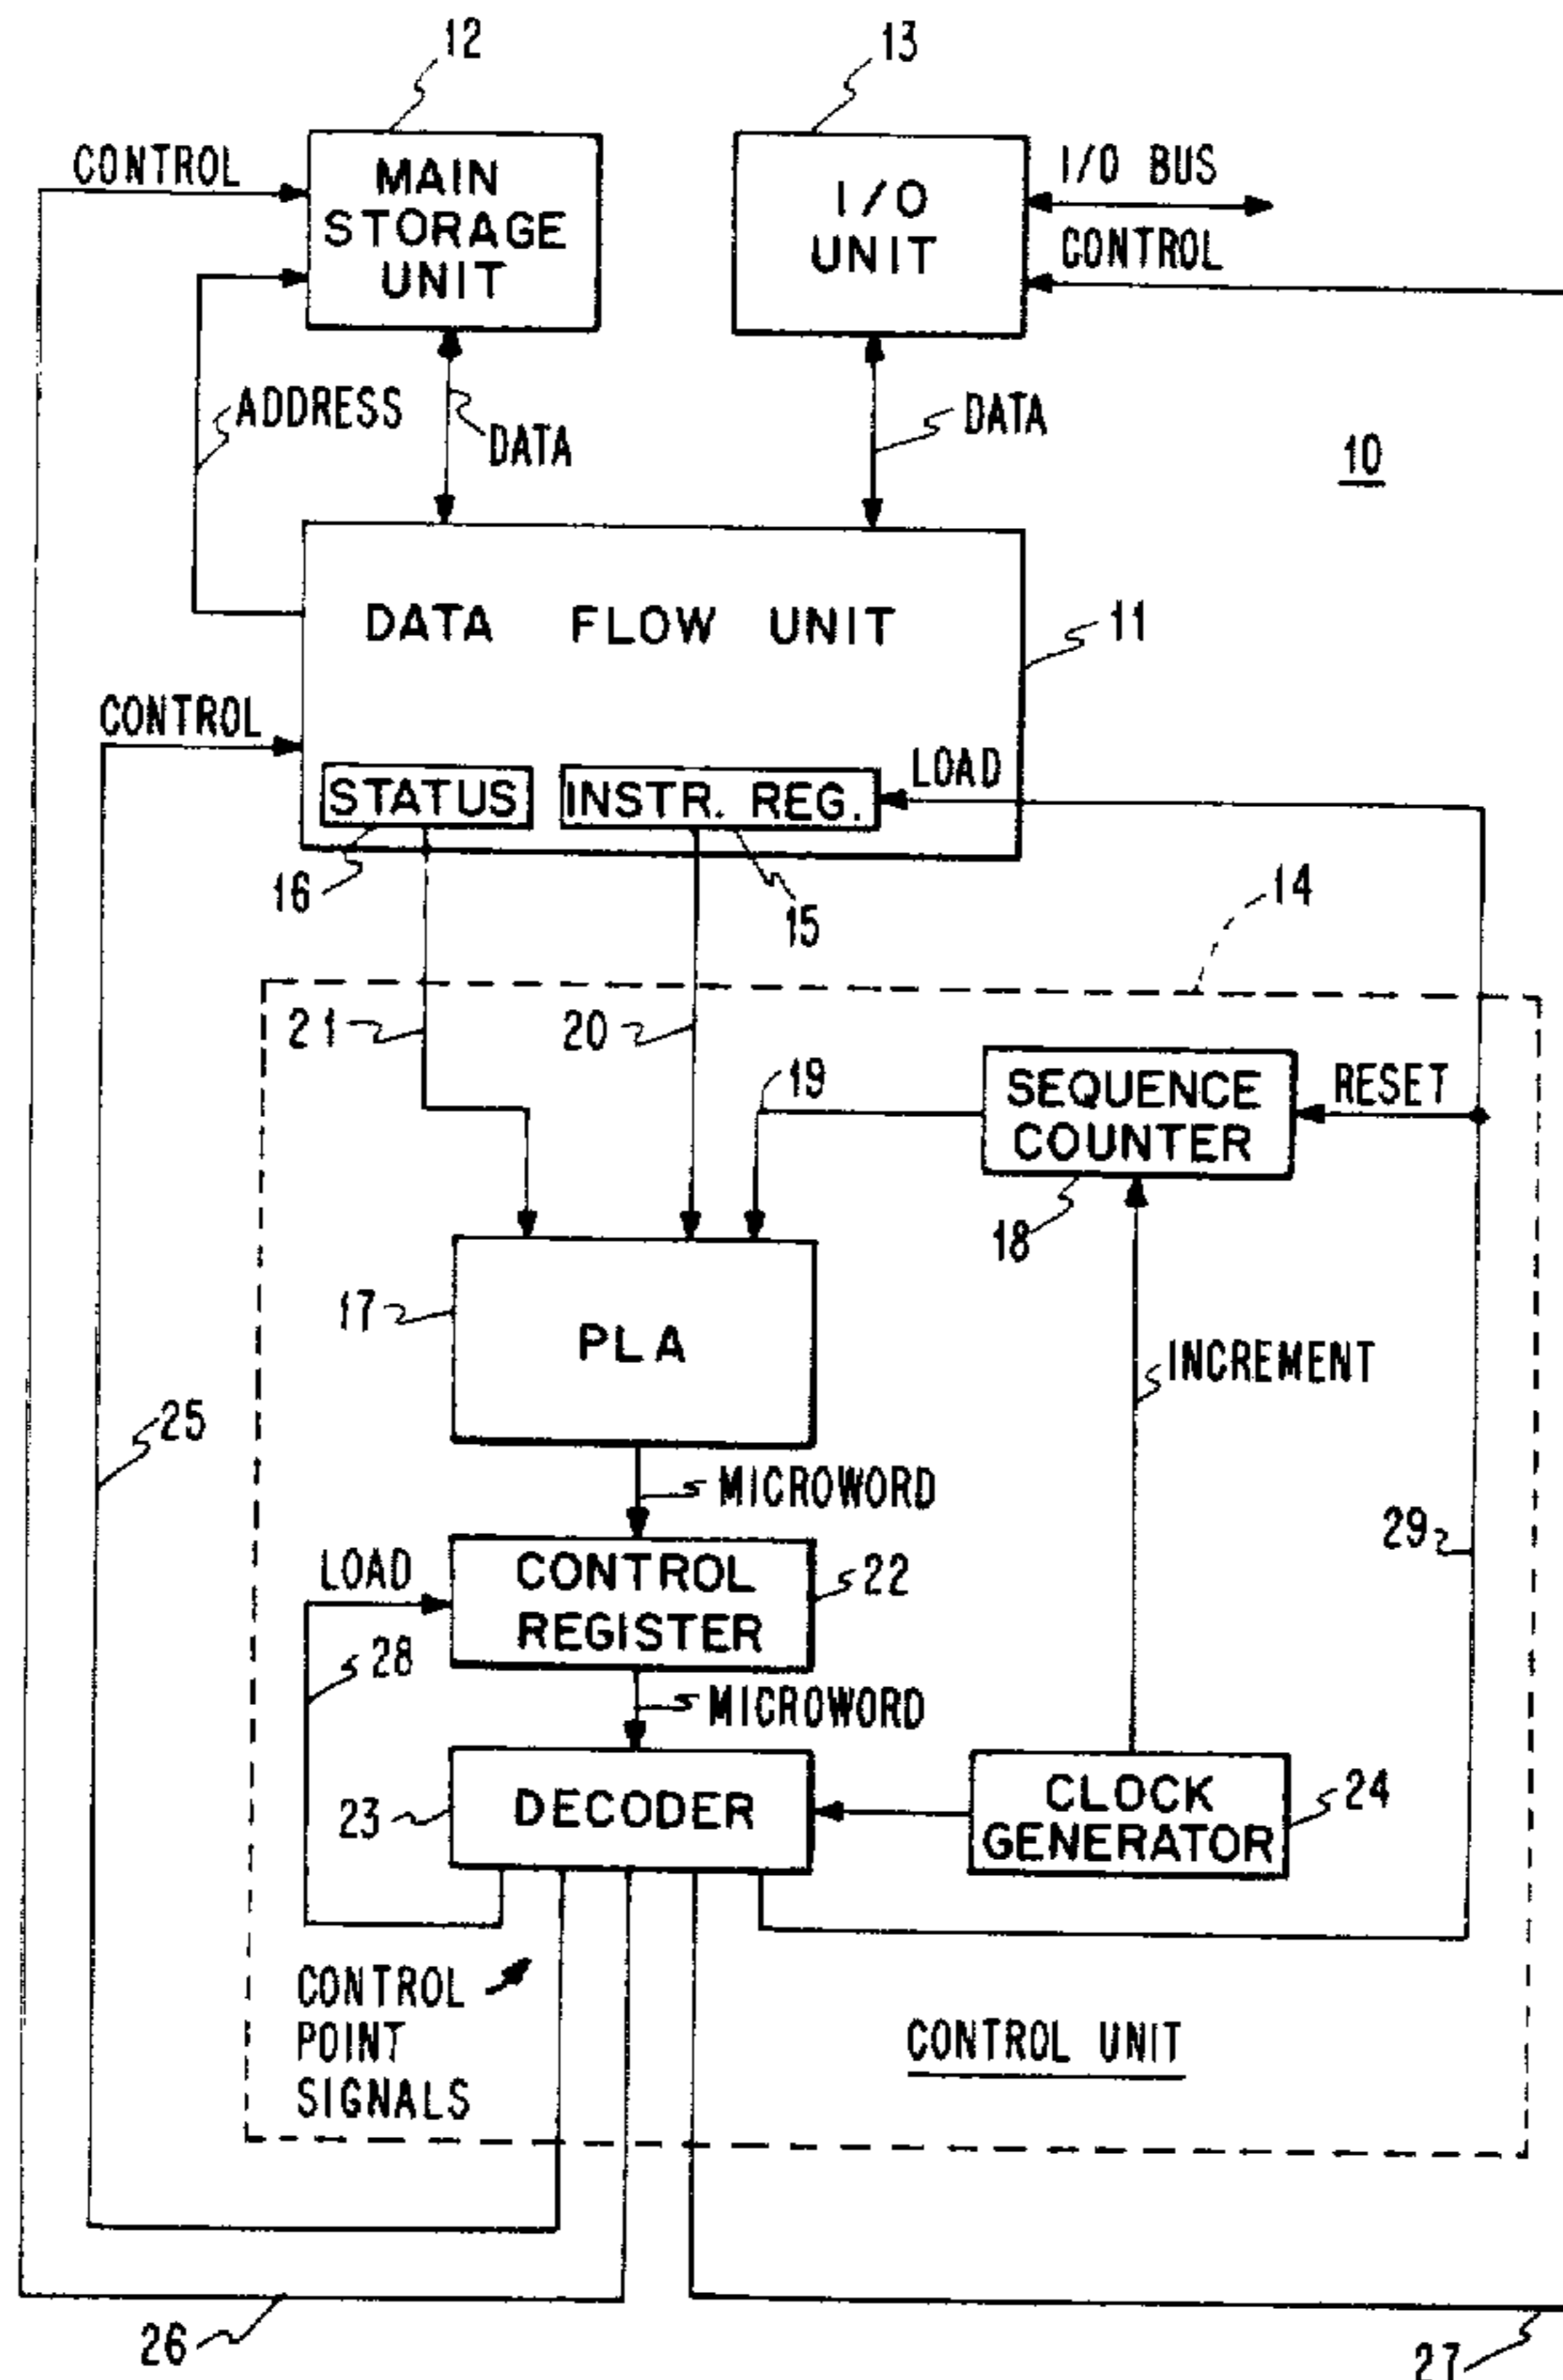 12
13
CONTROL
MAIN
STORAGE
UNIT
I/O
UNIT
I/O BUS
CONTROL
ADDRESS
DATA
DATA
10
DATA FLOW UNIT
11
CONTROL
LOAD
STATUS
INSTR. REG.
16
15
14
21
20
19
SEQUENCE
COUNTER
RESET
18
17
PLA
INCREMENT
25
MICROWORD
29
LOAD
CONTROL
REGISTER
22
28
MICROWORD
23
DECODER
CLOCK
GENERATOR
24
CONTROL
POINT
SIGNALS
CONTROL UNIT
26
27